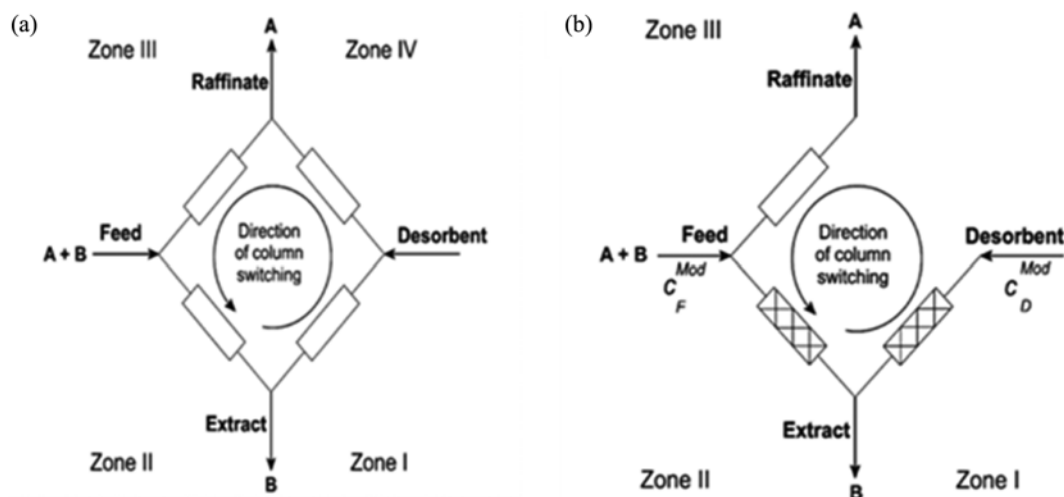 (a)
Zone III
A
Zone IV
Raffinate
Feed
A + B
Direction
of column
switching
Desorbent
Extract
Zone II
Zone I
B
(b)
Zone III
A
Raffinate
Feed
A + B
C F Mod
Direction
of column
switching
Desorbent
C D Mod
Extract
Zone II
Zone I
B